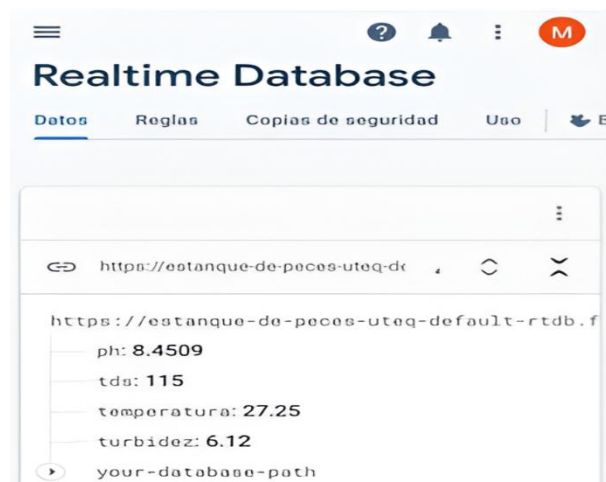 M
Realtime Database
Datos Reglas Copias de seguridad Uso
https://estanque-de-peces-uteq-de
https://estanque-de-peces-uteq-default-rtdb.f
ph: 8.4509
tds: 115
temperatura: 27.25
turbidez: 6.12
your-database-path